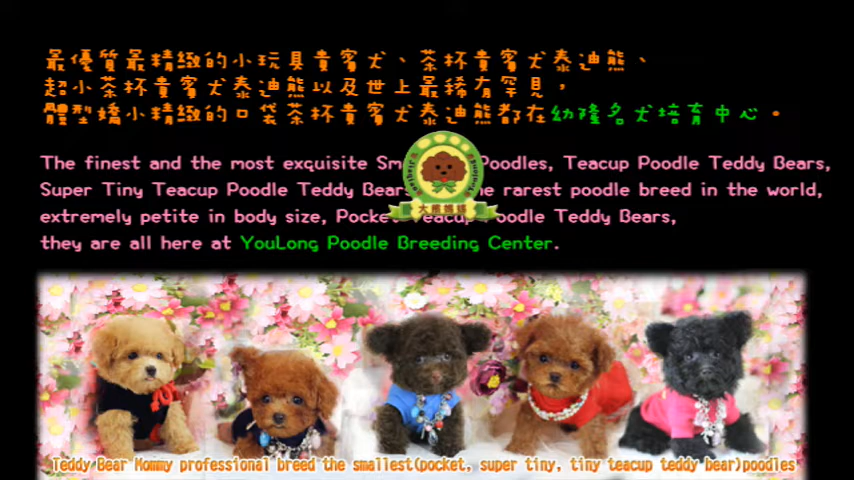 最優質最精緻的小玩具貴賓犬、茶杯貴賓犬泰迪熊、
超小茶杯貴賓犬泰迪熊以及世上最稀有罕見，
體型嬌小精緻的口袋茶杯貴賓犬泰迪熊都在幼隆名犬培育中心。
The finest and the most exquisite Poodles, Teacup Poodle Teddy Bears,
Super Tiny Teacup Poodle Teddy Bears rarest poodle breed in the world,
extremely petite in body size, Pocket Teacup Poodle Teddy Bears,
they are all here at YouLong Poodle Breeding Center.
Teddy Bear Mommy professional breed the smallest(pocket, super tiny, tiny teacup teddy bear)poodles